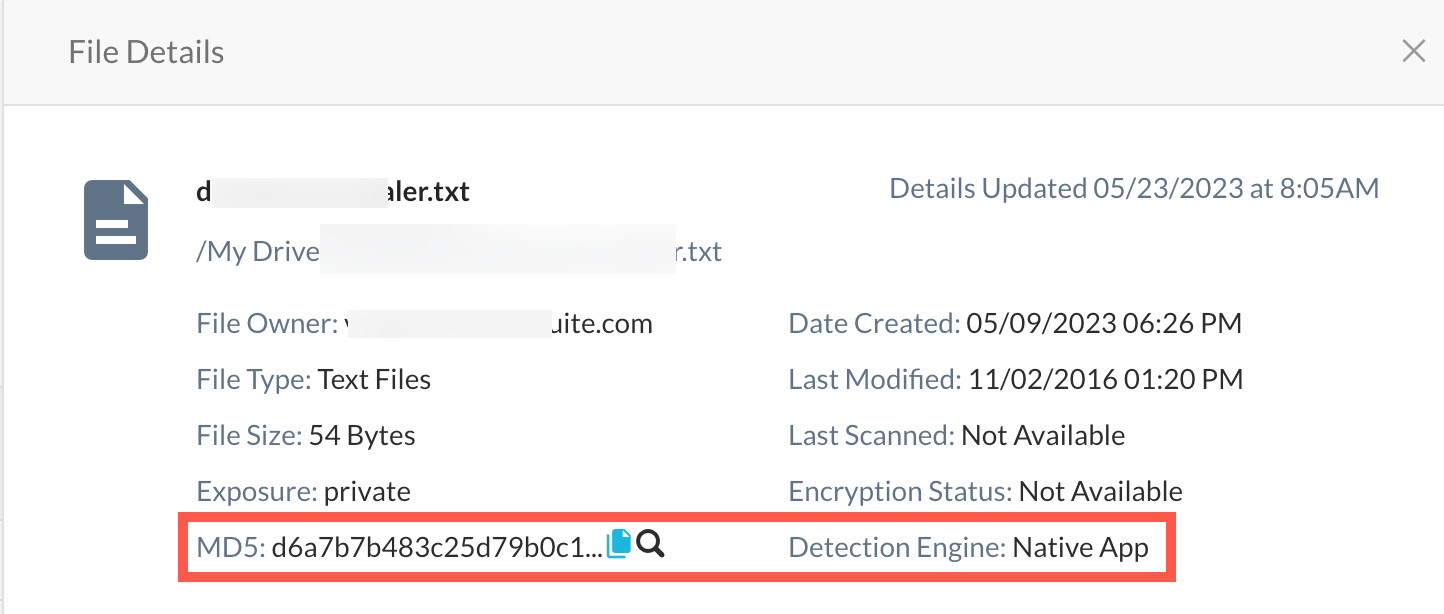 File Details
d aler.txt
Details Updated 05/23/2023 at 8:05AM
/My Drive r.txt
File Owner: uite.com
Date Created: 05/09/2023 06:26 PM
File Type: Text Files
Last Modified: 11/02/2016 01:20 PM
File Size: 54 Bytes
Last Scanned: Not Available
Exposure: private
Encryption Status: Not Available
MD5: d6a7b7b483c25d79b0c1...
Detection Engine: Native App